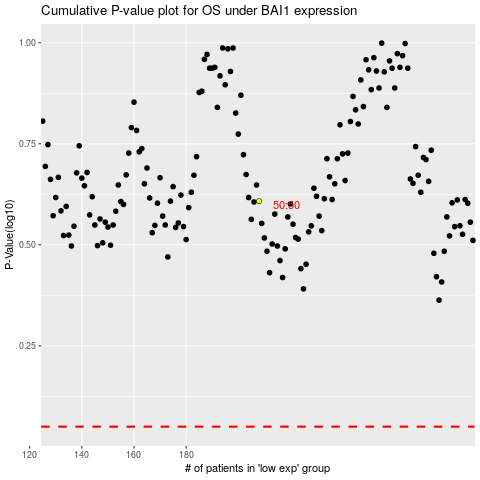 Cumulative P-value plot for OS under BAI1 expression
P-Value(log10)
1.00
0.75
0.50
0.25
50:50
120 140 160 180
# of patients in 'low exp' group